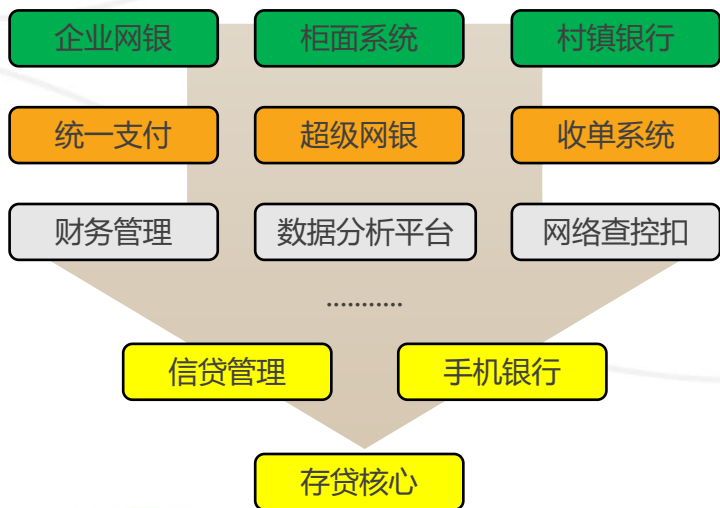 企业网银 柜面系统 村镇银行
统一支付 超级网银 收单系统
财务管理 数据分析平台 网络查控扣
...........
信贷管理 手机银行
存贷核心